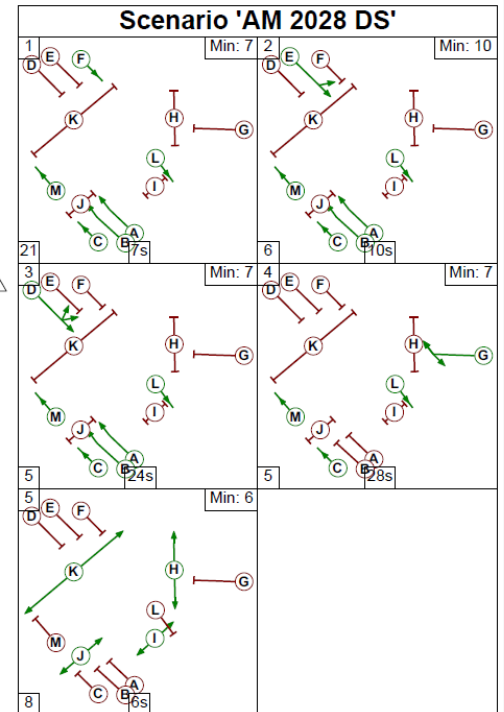 Scenario 'AM 2028 DS'
1 Min: 7
D E F
K H G
L
M I
J
C B A
21 7s
2 Min: 10
D E F
K H G
L
M I
J
C B A
6 10s
3 Min: 7
D E F
K H G
L
M I
J
C B A
5 24s
4 Min: 7
D E F
K H G
L
M I
J
C B A
5 28s
5 Min: 6
D E F
K H G
L
M I
J
C B A
8 6s